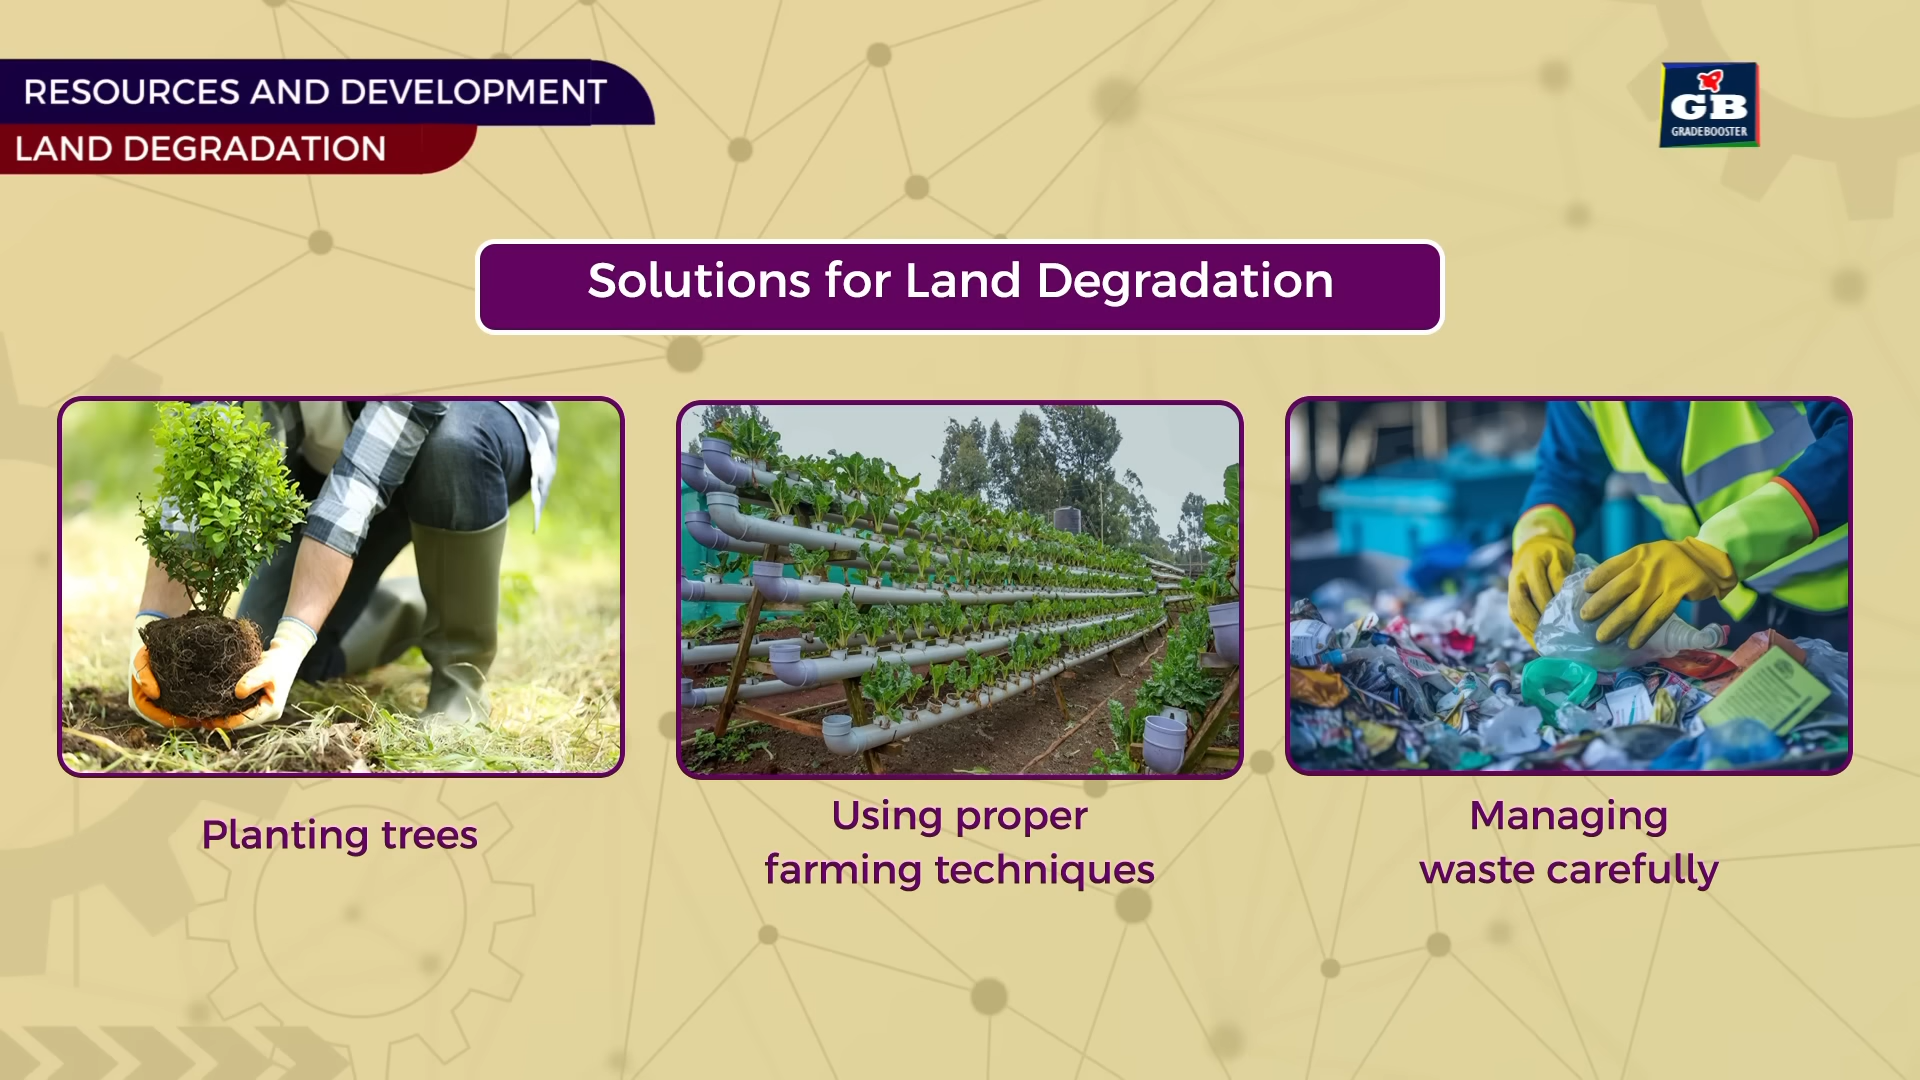 RESOURCES AND DEVELOPMENT
LAND DEGRADATION
GB
GRADEBOOSTER
Solutions for Land Degradation
Planting trees
Using proper
farming techniques
Managing
waste carefully